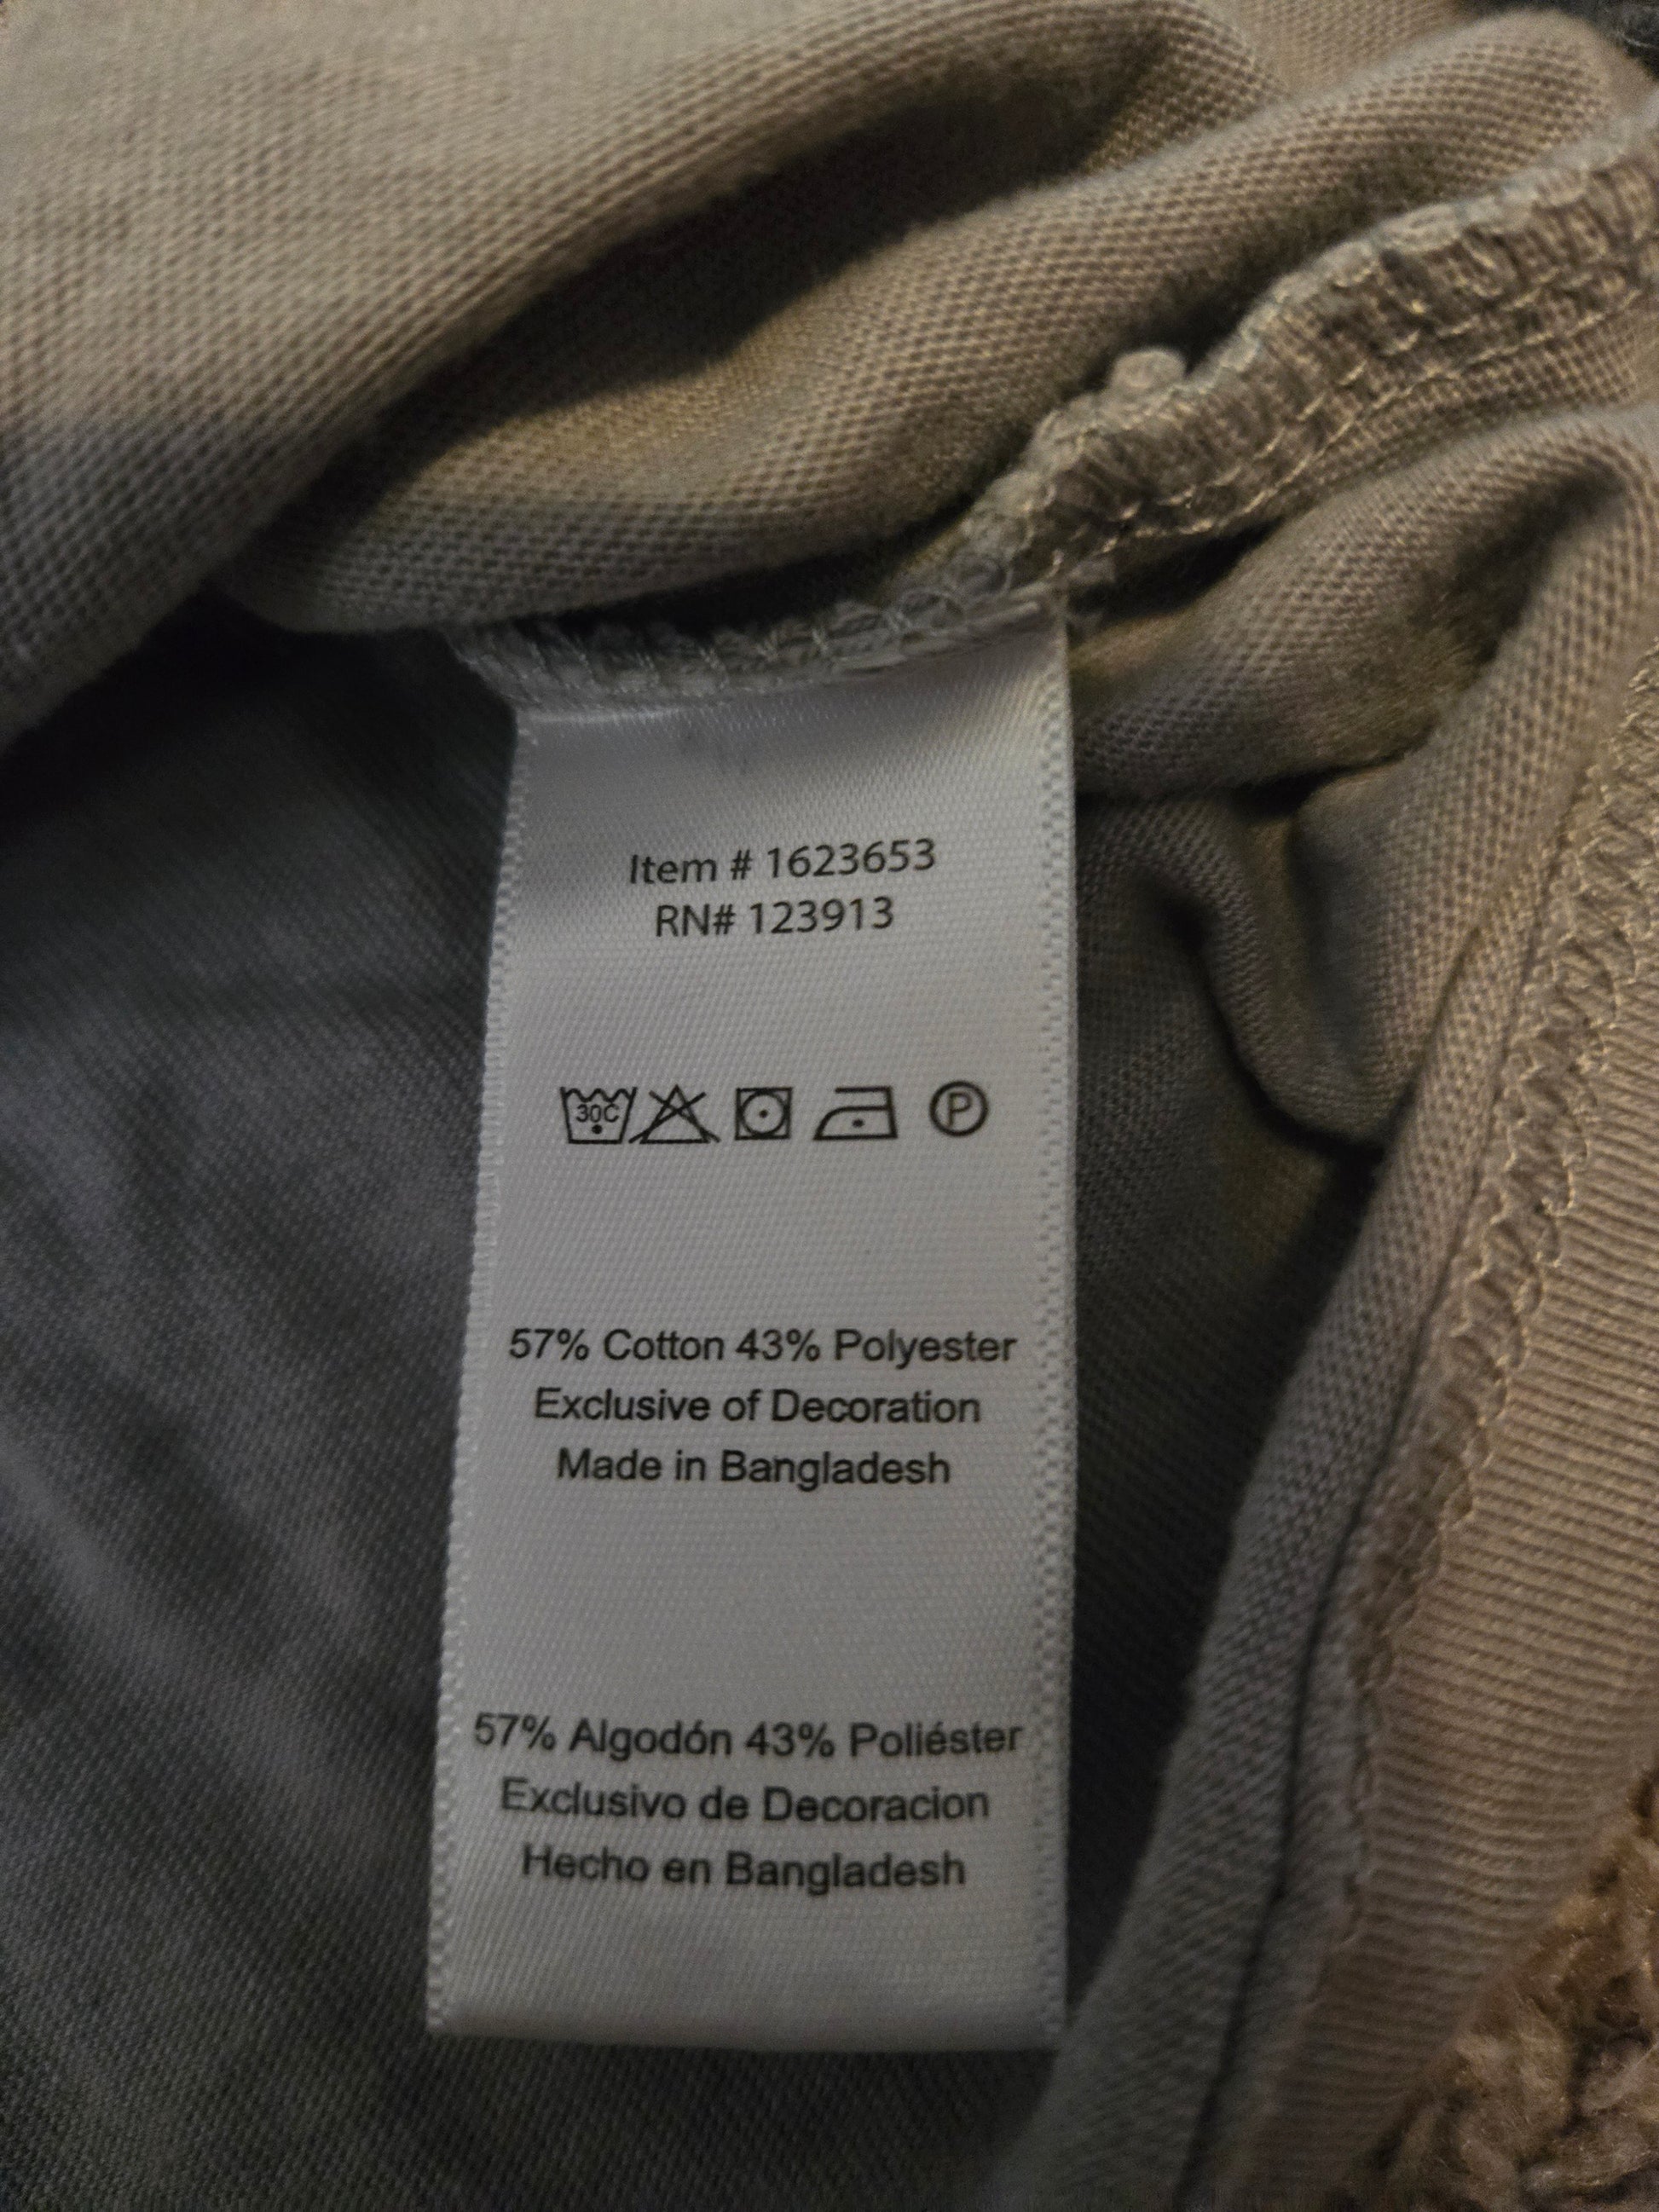 Item # 1623653
RN# 123913
30C P
57% Cotton 43% Polyester
Exclusive of Decoration
Made in Bangladesh
57% Algodón 43% Poliéster
Exclusivo de Decoracion
Hecho en Bangladesh